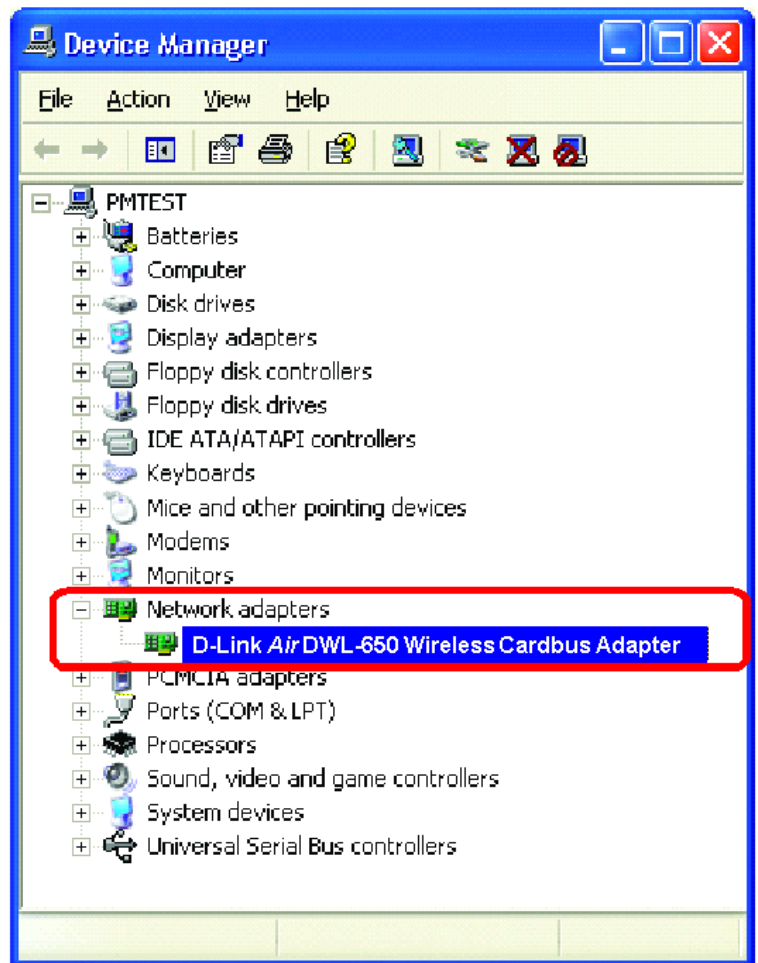 Device Manager
File Action View Help
PMTEST
Batteries
Computer
Disk drives
Display adapters
Floppy disk controllers
Floppy disk drives
IDE ATA/ATAPI controllers
Keyboards
Mice and other pointing devices
Modems
Monitors
Network adapters
D-Link Air DWL-650 Wireless Cardbus Adapter
PCMCIA adapters
Ports (COM & LPT)
Processors
Sound, video and game controllers
System devices
Universal Serial Bus controllers